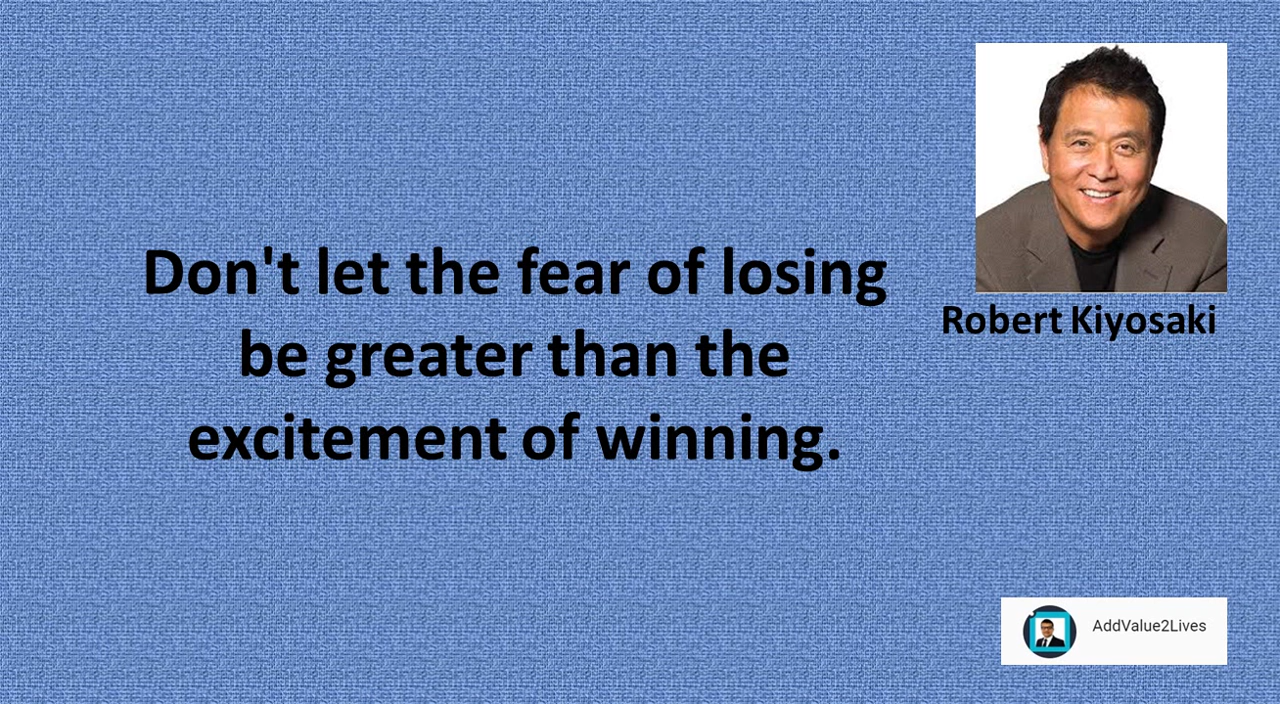 Don't let the fear of losing
be greater than the
excitement of winning.
Robert Kiyosaki
AddValue2Lives